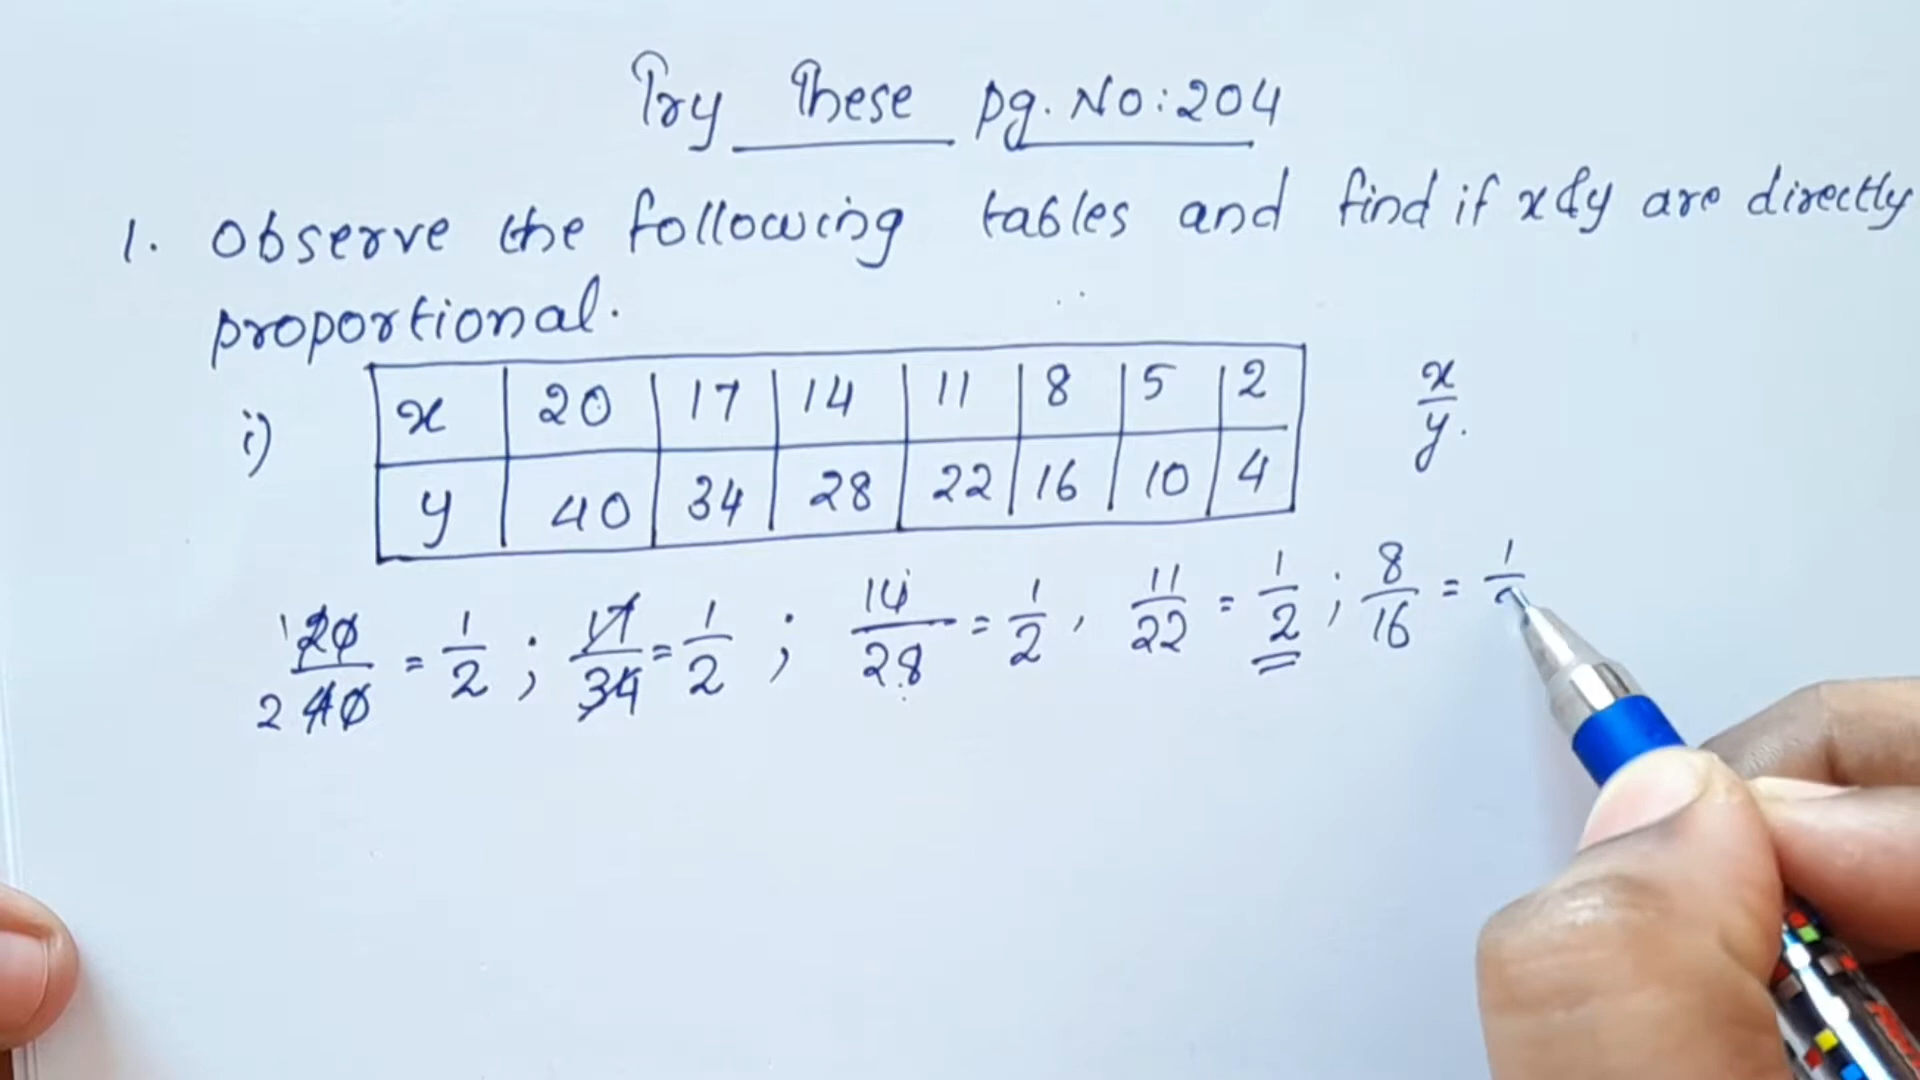 Try These pg. No: 204
1. Observe the following tables and find if x & y are directly
proportional.
i) x 20 17 14 11 8 5 2
y 40 34 28 22 16 10 4
x/y.
20/40 = 1/2 ; 17/34 = 1/2 ; 14/28 = 1/2 , 11/22 = 1/2 ; 8/16 = 1/
1
2